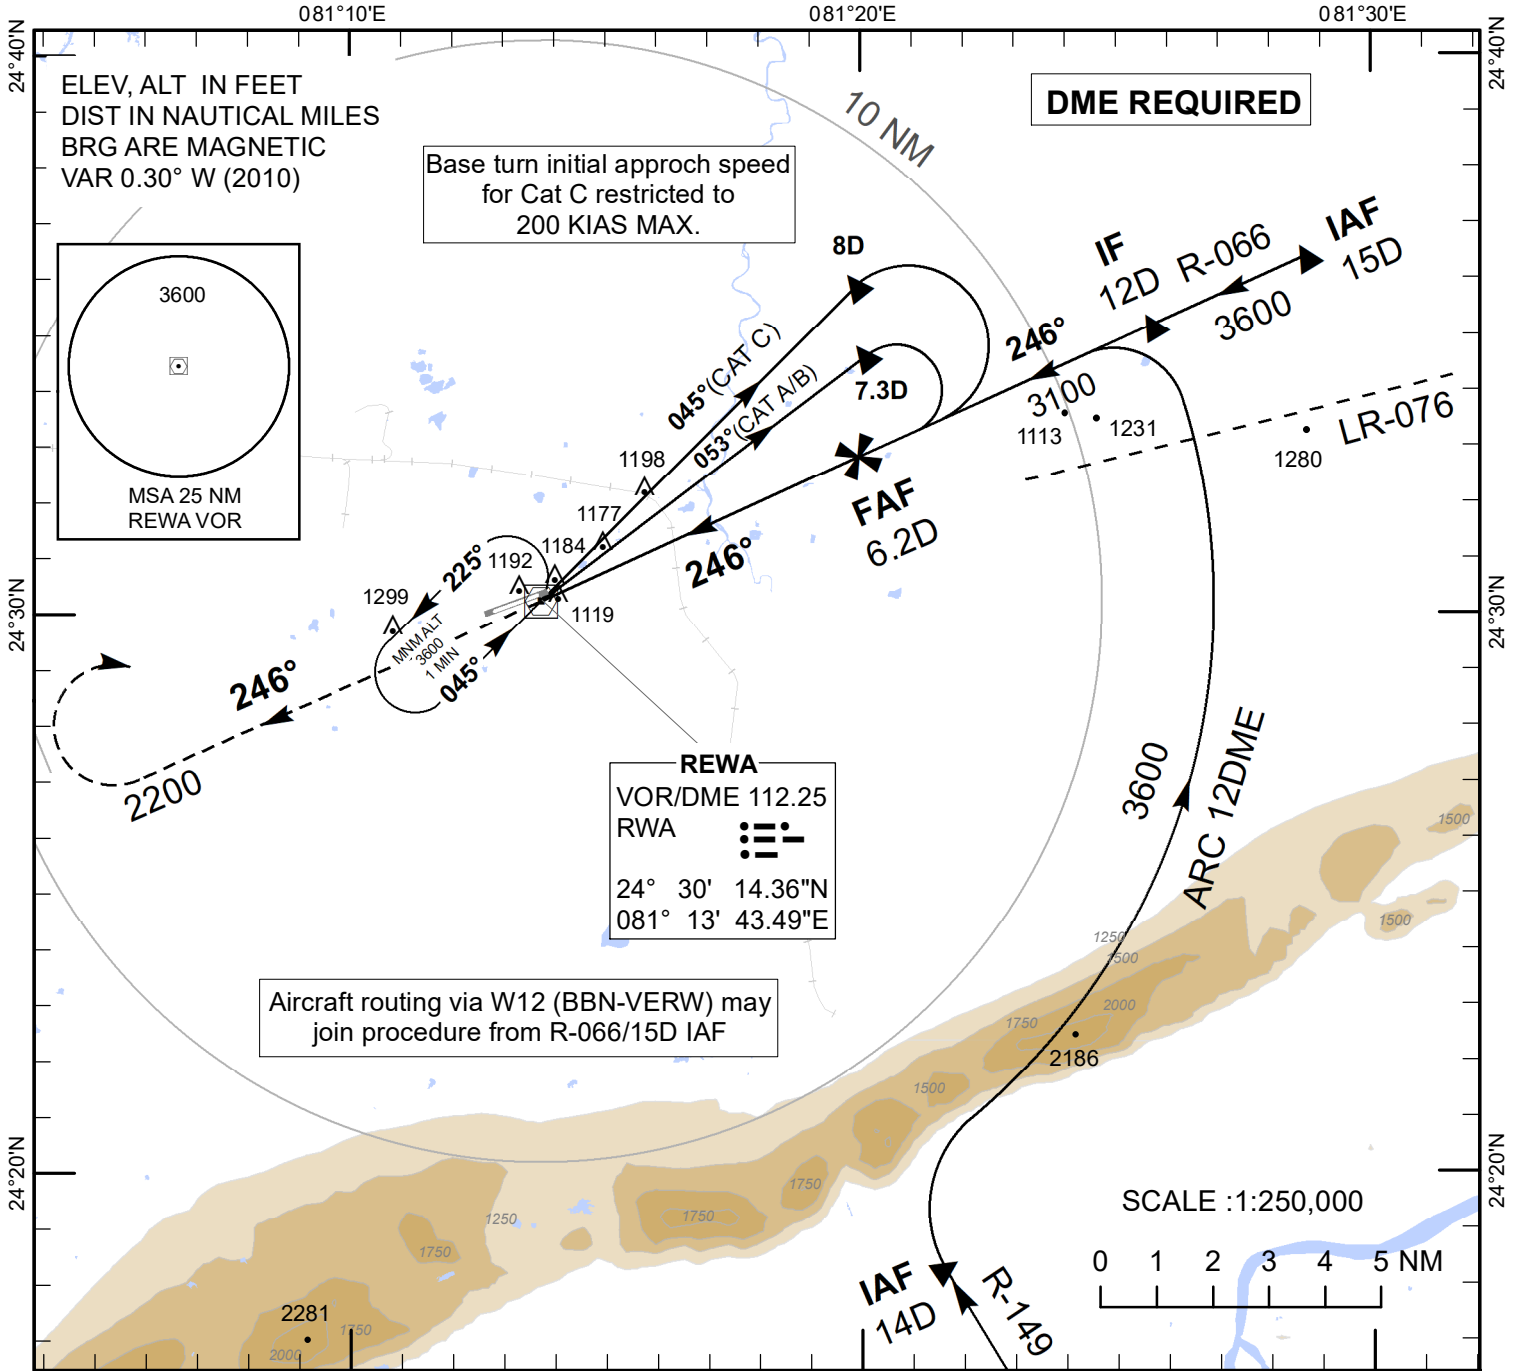 081°10'E
081°20'E
081°30'E
24°40'N
24°40'N
ELEV, ALT IN FEET
DIST IN NAUTICAL MILES
BRG ARE MAGNETIC
VAR 0.30° W (2010)
DME REQUIRED
10 NM
Base turn initial approch speed
for Cat C restricted to
200 KIAS MAX.
3600
MSA 25 NM
REWA VOR
8D
IF
12D
R-066
IAF
15D
3600
246°
3100
045°(CAT C)
053°(CAT A/B)
7.3D
1113
1231
1280
LR-076
FAF
6.2D
246°
1198
1177
1184
1192
1119
1299
225°
MNM ALT
3600
1 MIN
045°
24°30'N
24°30'N
246°
2200
REWA
VOR/DME 112.25
RWA
24° 30' 14.36"N
081° 13' 43.49"E
3600
ARC 12DME
1500
1500
1250
1500
2000
1750
2186
1500
Aircraft routing via W12 (BBN-VERW) may
join procedure from R-066/15D IAF
24°20'N
24°20'N
1750
1750
1250
1750
2281
1750
2000
IAF
14D
R-149
SCALE :1:250,000
0 1 2 3 4 5 NM